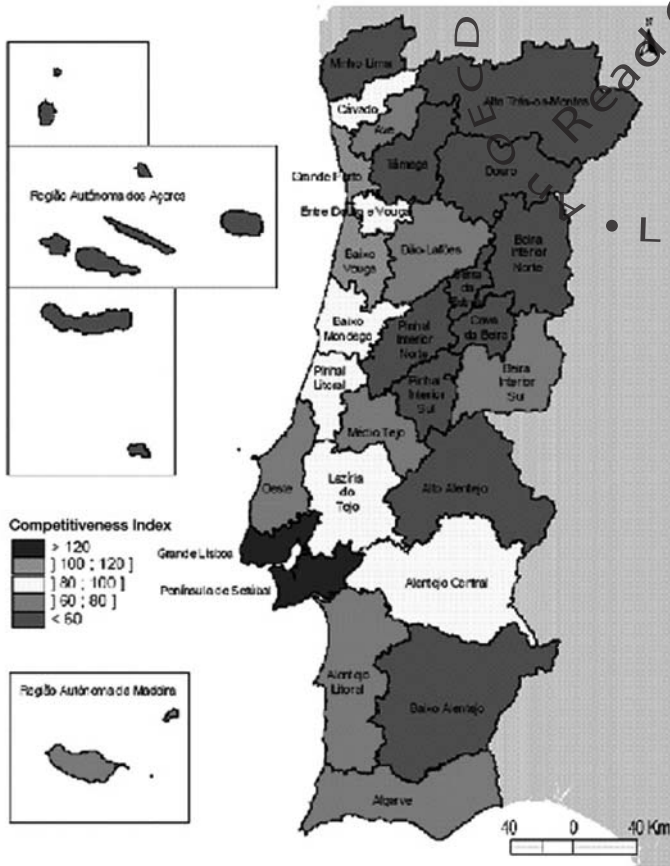 N
OECD
Read
L
Minho Lima
Cávado
Ave
Alto Trás-os-Montes
Grande Porto
Tâmega
Douro
Região Autónoma dos Açores
Entre Douro e Vouga
Baixo Vouga
Dão-Lafões
Beira Interior Norte
Baixo Mondego
Pinhal Interior Norte
Cova da Beira
Pinhal Litoral
Pinhal Interior Sul
Beira Interior Sul
Médio Tejo
Oeste
Lezíria do Tejo
Alto Alentejo
Competitiveness Index
> 120
] 100 ; 120 ]
] 80 ; 100 ]
] 60 ; 80 ]
< 60
Grande Lisboa
Península de Setúbal
Alentejo Central
Alentejo Litoral
Baixo Alentejo
Região Autónoma da Madeira
Algarve
40 0 40 Km